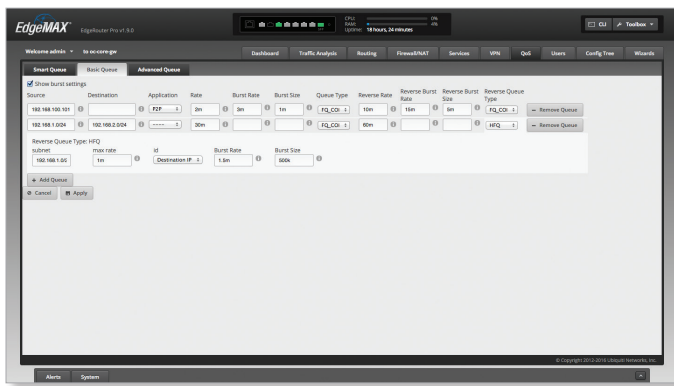 EdgeMAX EdgeRouter Pro v1.9.0
CPU: 0%
RAM: 4%
Uptime: 18 hours, 24 minutes
CLI Toolbox
Welcome admin to oc-core-gw
Dashboard Traffic Analysis Routing Firewall/NAT Services VPN QoS Users Config Tree Wizards
Smart Queue Basic Queue Advanced Queue
Show burst settings
Source Destination Application Rate Burst Rate Burst Size Queue Type Reverse Rate Reverse Burst Rate Reverse Burst Size Reverse Queue Type
192.168.100.101 P2P 2m 3m 1m FQ_COI 10m 15m 5m FQ_COI − Remove Queue
192.168.1.0/24 192.168.2.0/24 ---- 30m FQ_COI 60m HFQ − Remove Queue
Reverse Queue Type: HFQ
subnet max rate id Burst Rate Burst Size
192.168.1.0/2 1m Destination IP 1.5m 500k
+ Add Queue
Cancel Apply
© Copyright 2012-2016 Ubiquiti Networks, Inc.
Alerts System